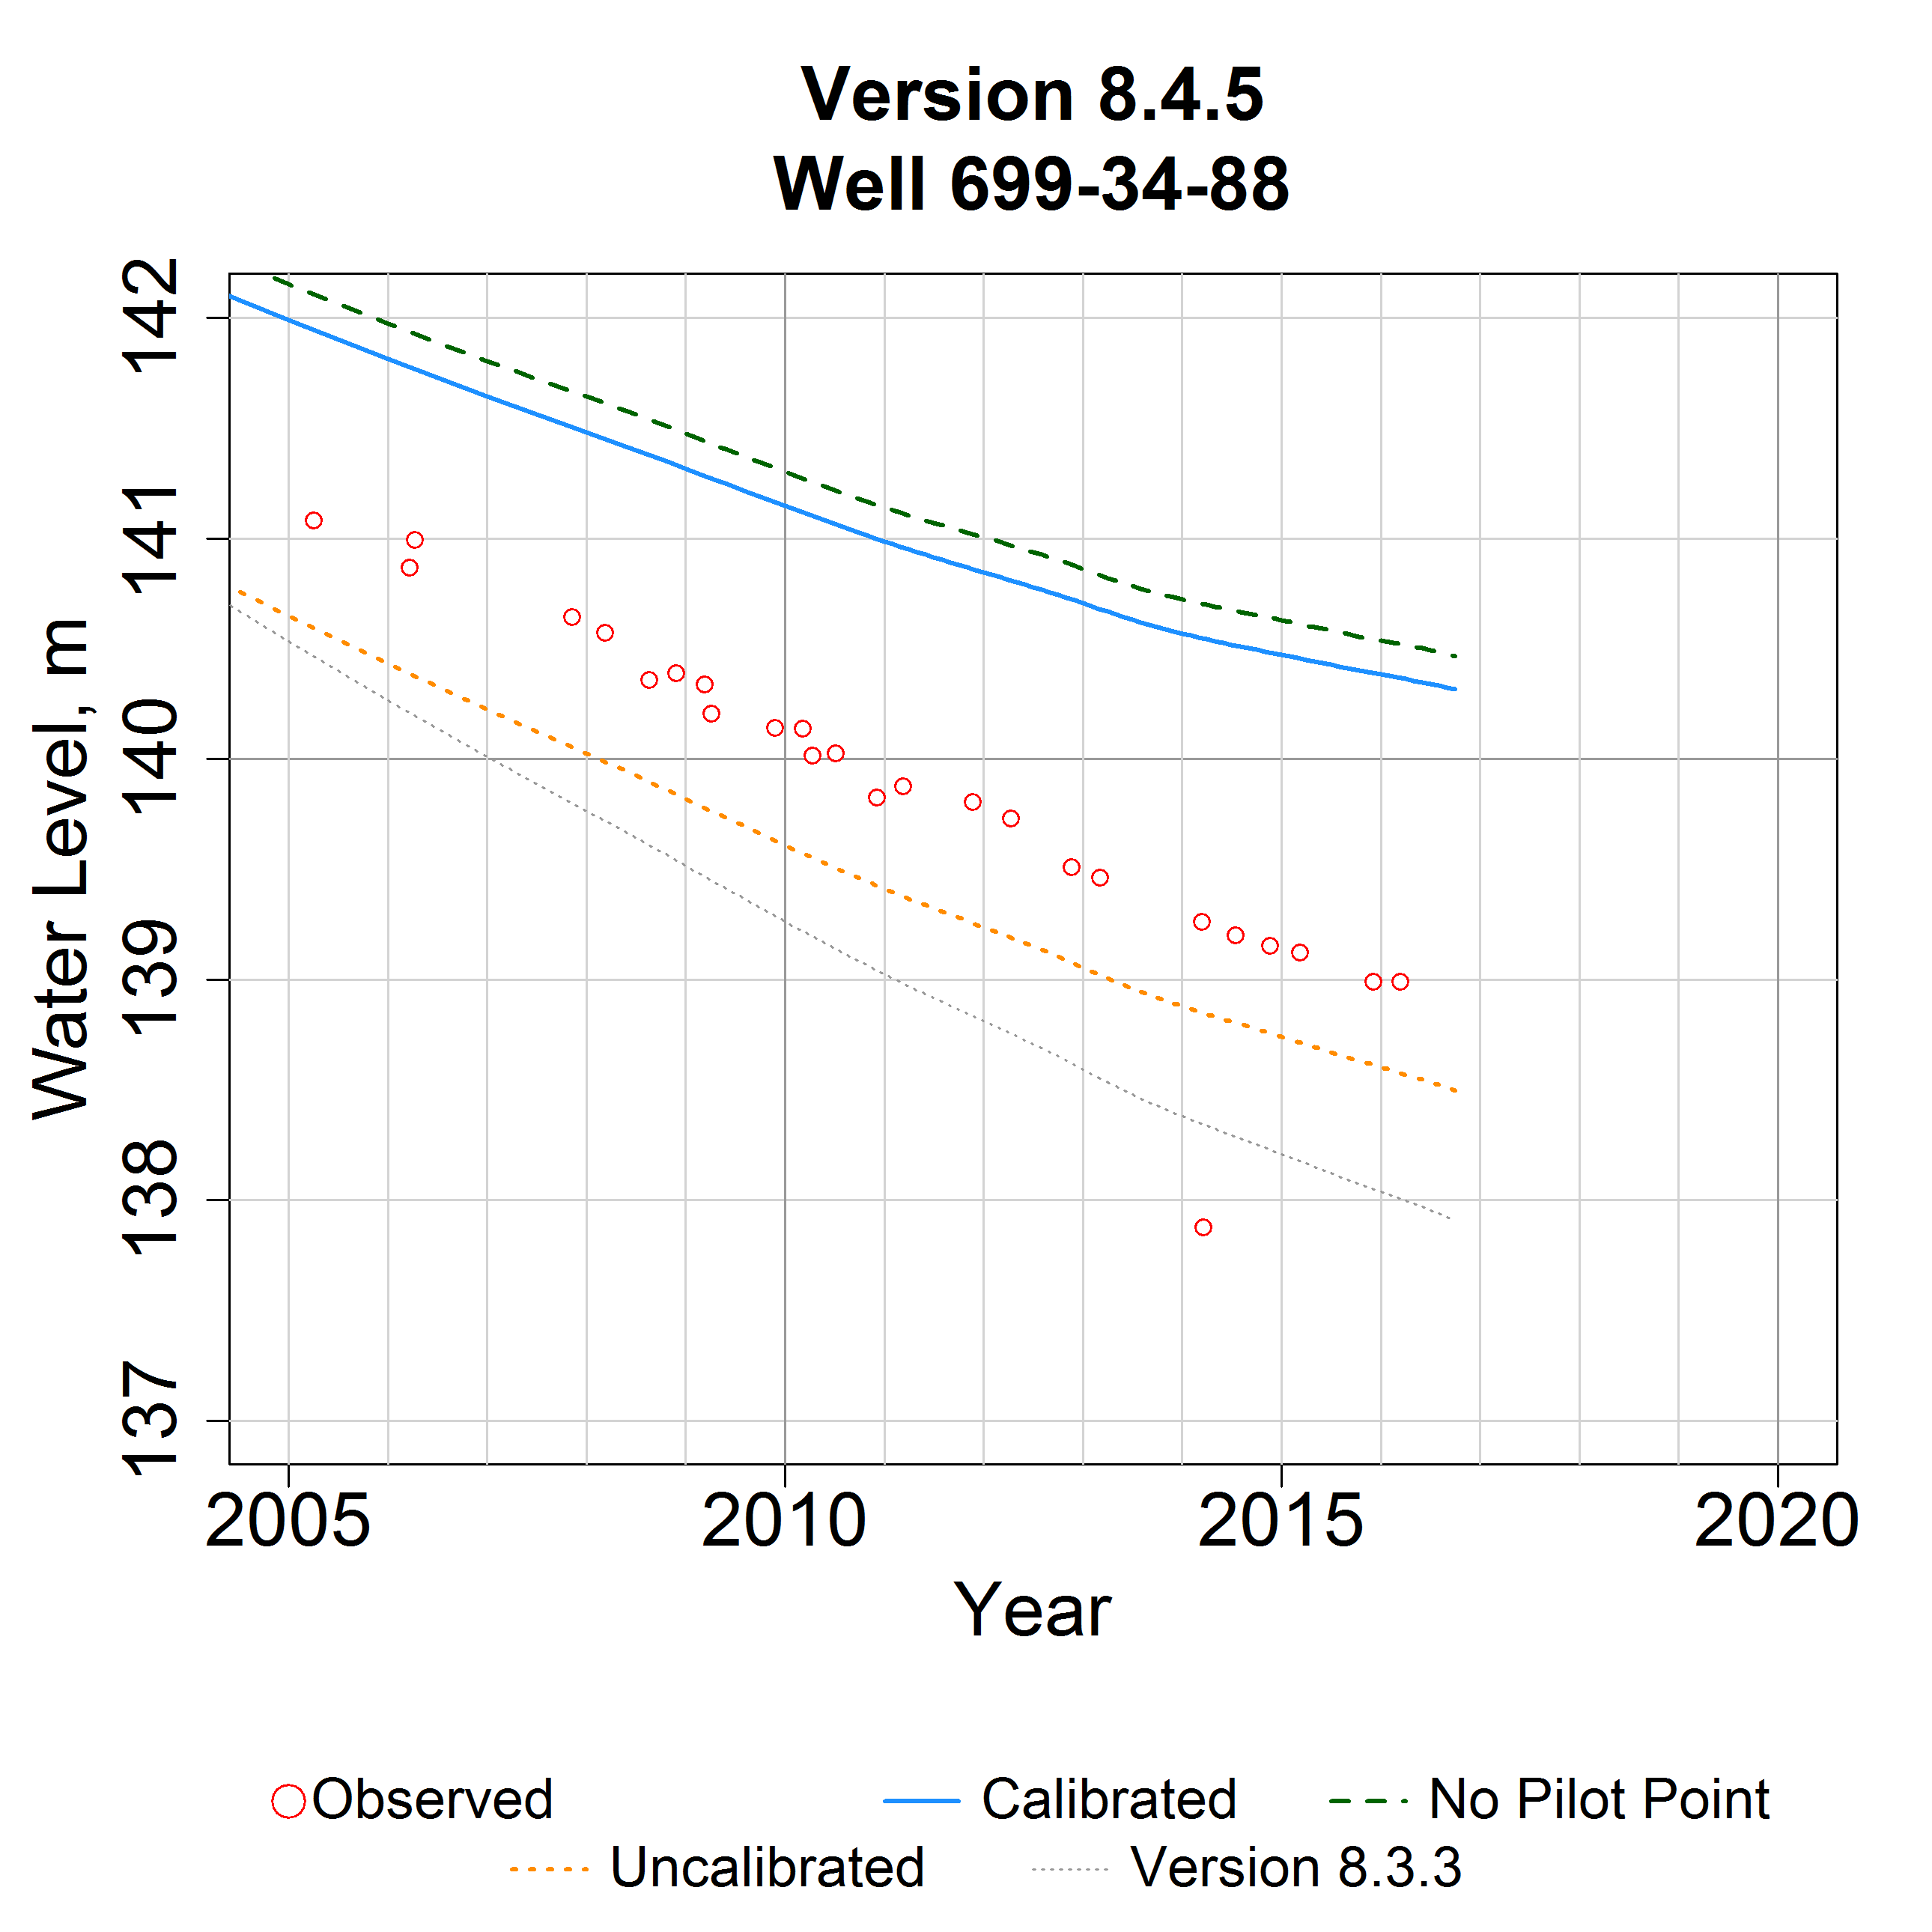 Version 8.4.5
Well 699-34-88
Water Level, m
142
141
140
139
138
137
2005 2010 2015 2020
Year
Observed Calibrated No Pilot Point
Uncalibrated Version 8.3.3